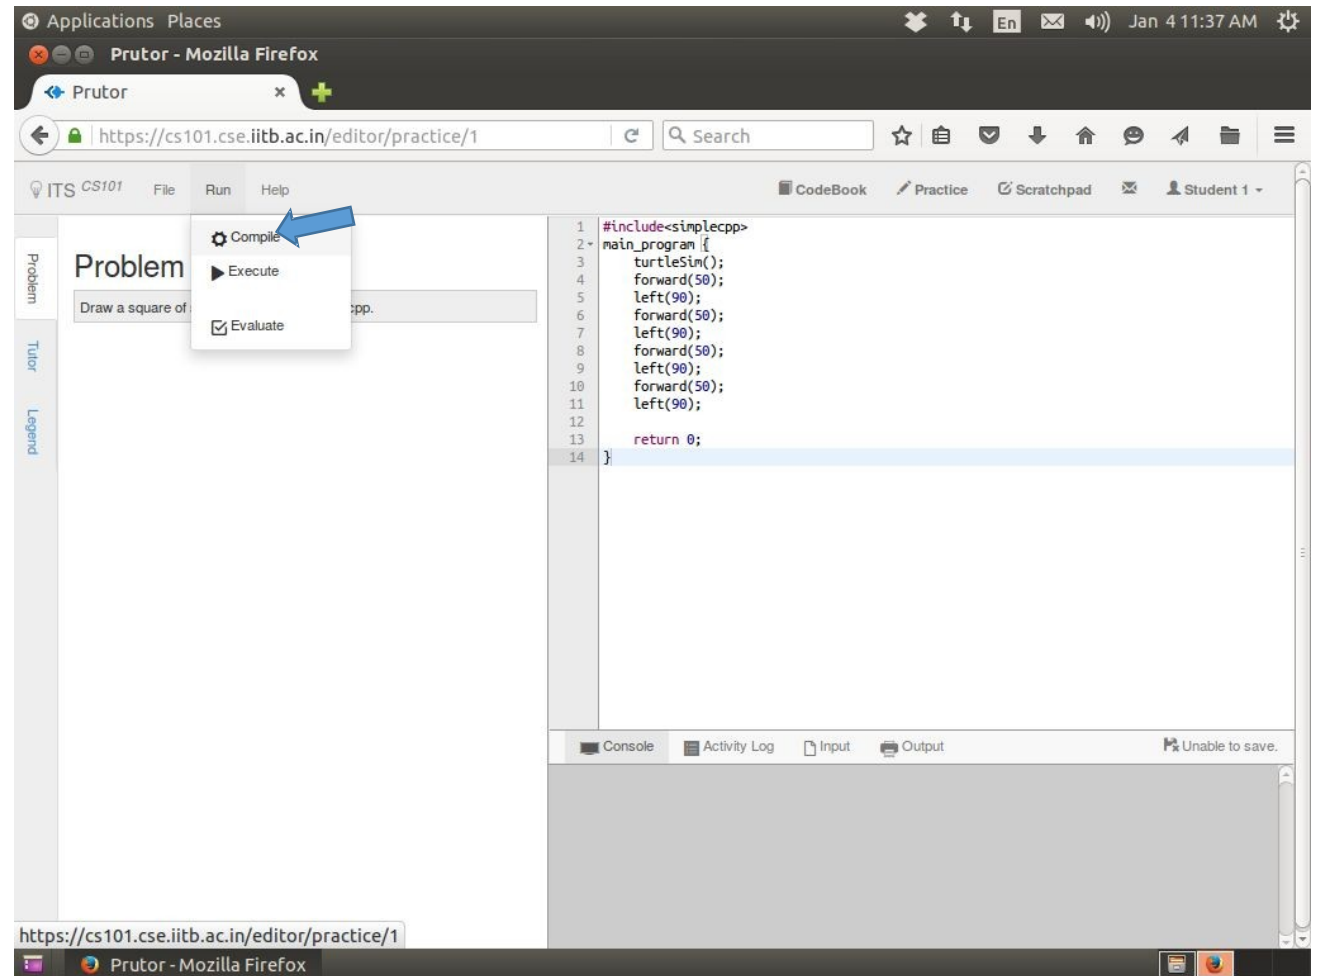 Applications Places
En
Jan 4 11:37 AM
Prutor - Mozilla Firefox
Prutor
https://cs101.cse.iitb.ac.in/editor/practice/1
Search
ITS CS101 File Run Help
CodeBook Practice Scratchpad Student 1
Compile
Execute
Evaluate
Problem
Tutor
Legend
Problem
Draw a square of
cpp.
1 #include<simplecpp>
2 main_program {
3 turtleSim();
4 forward(50);
5 left(90);
6 forward(50);
7 left(90);
8 forward(50);
9 left(90);
10 forward(50);
11 left(90);
12
13 return 0;
14 }
Console Activity Log Input Output Unable to save.
https://cs101.cse.iitb.ac.in/editor/practice/1
Prutor - Mozilla Firefox